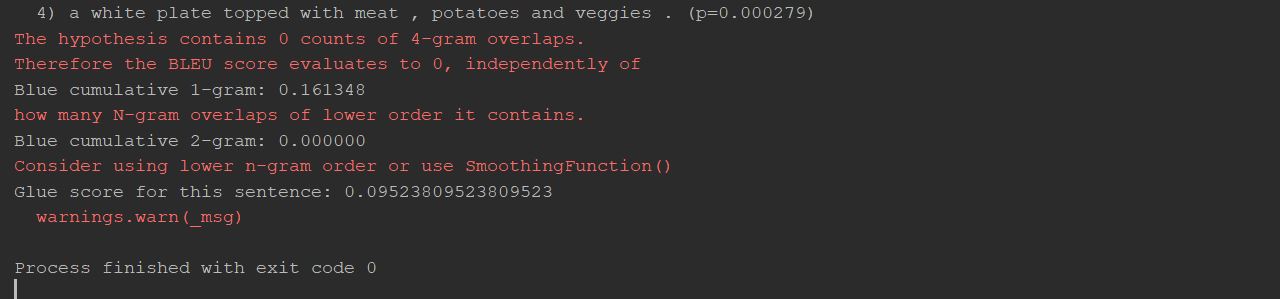 4) a white plate topped with meat , potatoes and veggies . (p=0.000279)
The hypothesis contains 0 counts of 4-gram overlaps.
Therefore the BLEU score evaluates to 0, independently of
Blue cumulative 1-gram: 0.161348
how many N-gram overlaps of lower order it contains.
Blue cumulative 2-gram: 0.000000
Consider using lower n-gram order or use SmoothingFunction()
Glue score for this sentence: 0.09523809523809523
warnings.warn(_msg)
Process finished with exit code 0